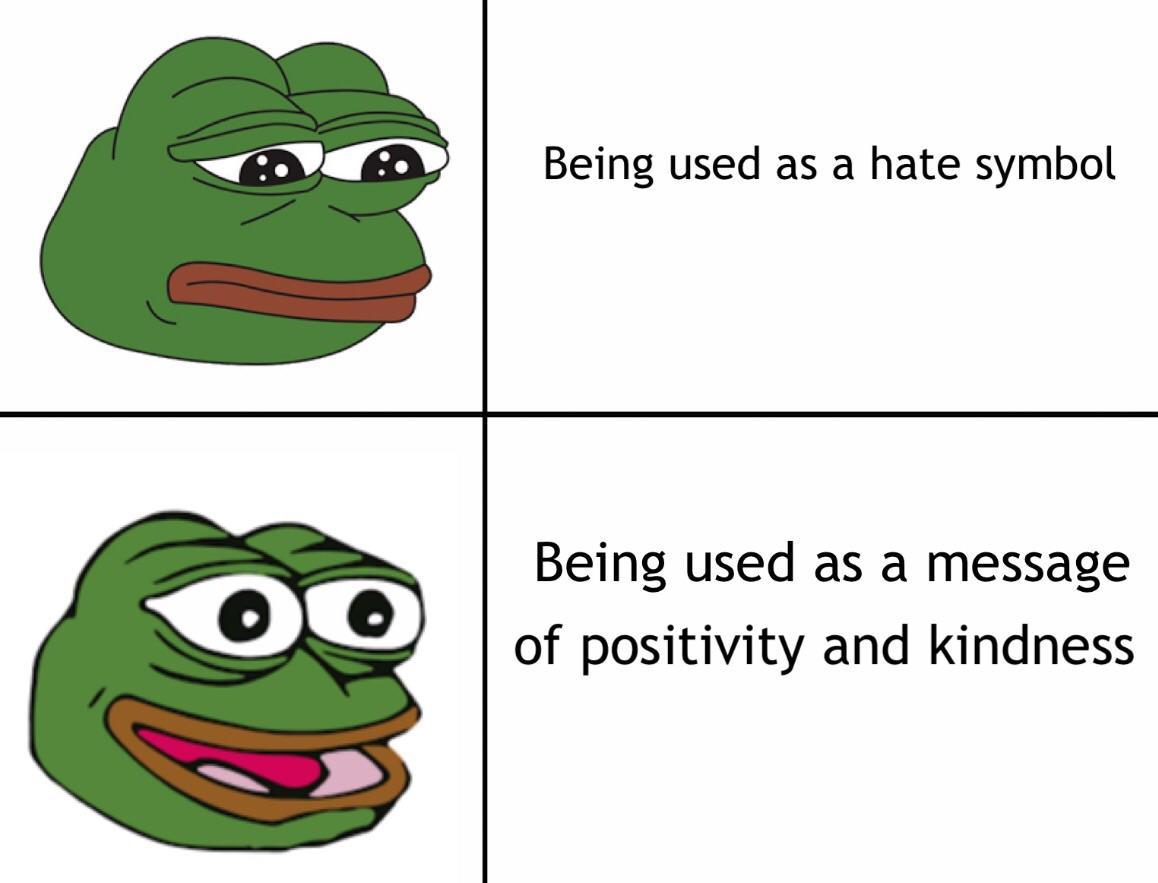 Being used as a hate symbol
Being used as a message
of positivity and kindness